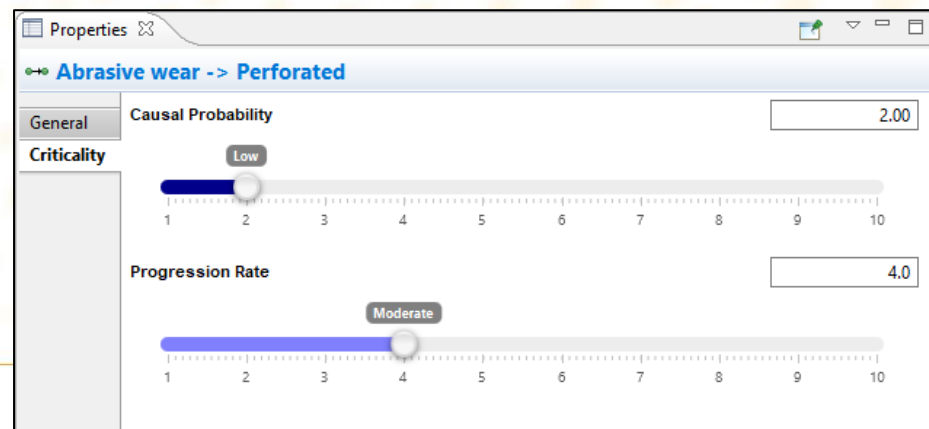 Properties
Abrasive wear -> Perforated
General
Criticality
Causal Probability
2.00
Low
1 2 3 4 5 6 7 8 9 10
Progression Rate
4.0
Moderate
1 2 3 4 5 6 7 8 9 10